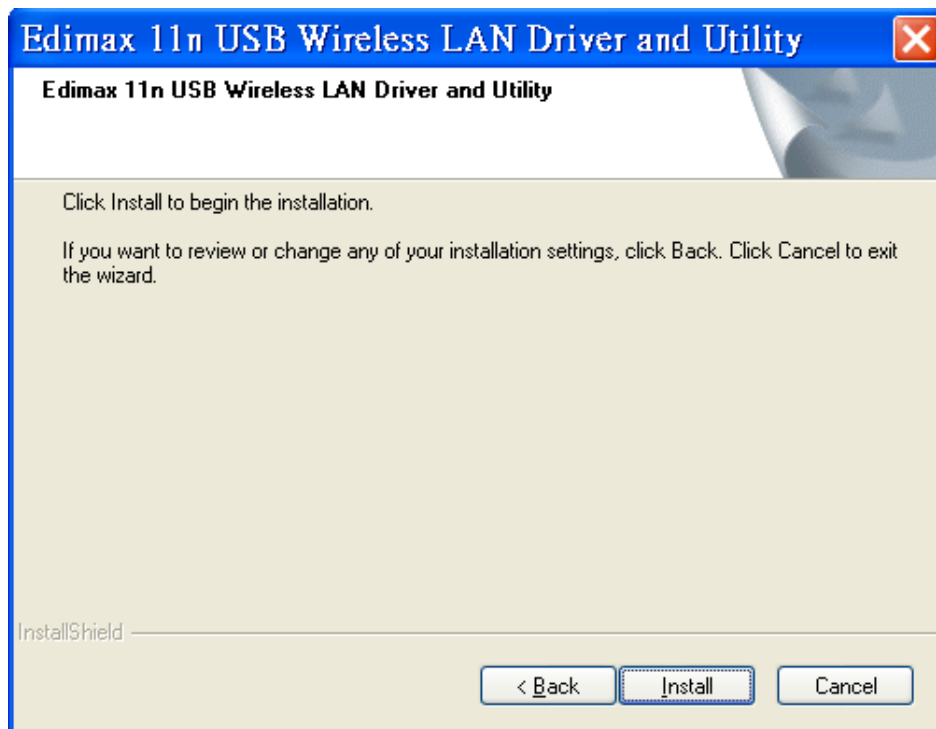 Edimax 11n USB Wireless LAN Driver and Utility
Edimax 11n USB Wireless LAN Driver and Utility
Click Install to begin the installation.
If you want to review or change any of your installation settings, click Back. Click Cancel to exit
the wizard.
InstallShield
< Back
Install
Cancel